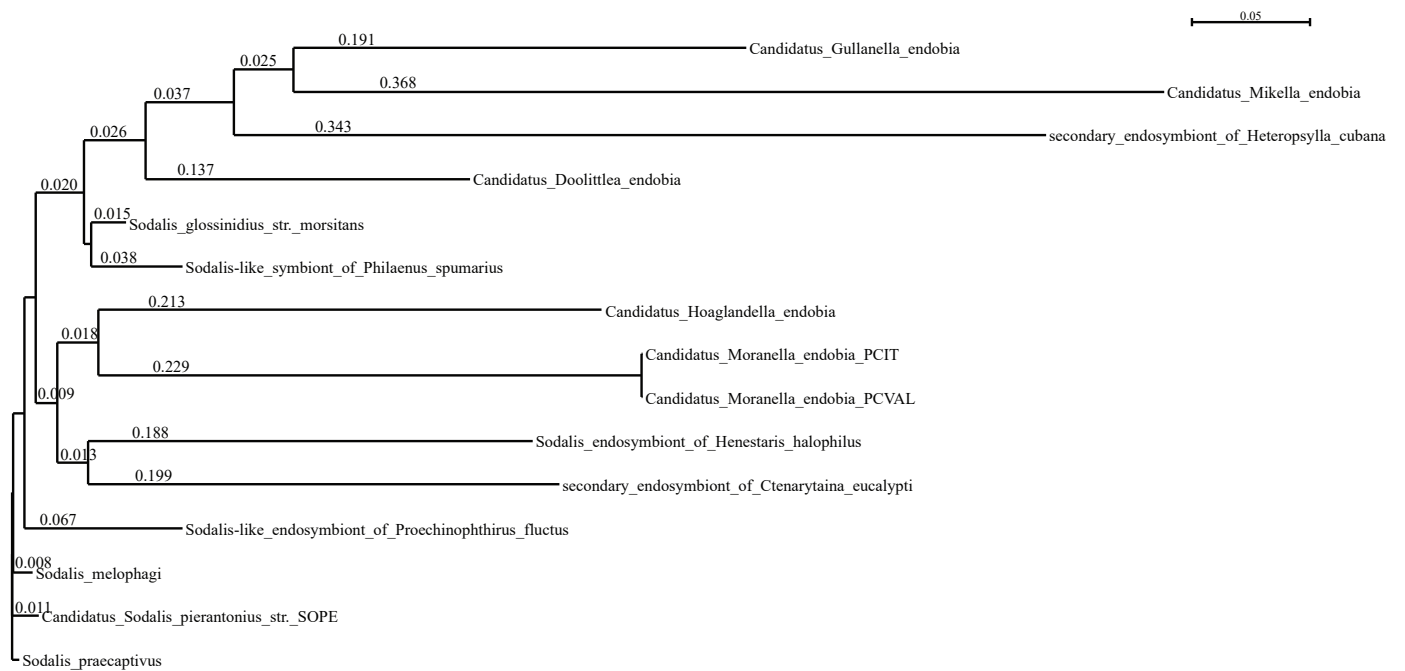 0.05
0.191
Candidatus_Gullanella_endobia
0.025
0.368
Candidatus_Mikella_endobia
0.037
0.343
secondary_endosymbiont_of_Heteropsylla_cubana
0.026
0.137
Candidatus_Doolittlea_endobia
0.020
0.015
Sodalis_glossinidius_str._morsitans
0.038
Sodalis-like_symbiont_of_Philaenus_spumarius
0.213
Candidatus_Hoaglandella_endobia
0.018
Candidatus_Moranella_endobia_PCIT
0.229
Candidatus_Moranella_endobia_PCVAL
0.009
0.188
Sodalis_endosymbiont_of_Henestaris_halophilus
0.013
0.199
secondary_endosymbiont_of_Ctenarytaina_eucalypti
0.067
Sodalis-like_endosymbiont_of_Proechinophthirus_fluctus
0.008
Sodalis_melophagi
0.011
Candidatus_Sodalis_pierantonius_str._SOPE
Sodalis_praecaptivus